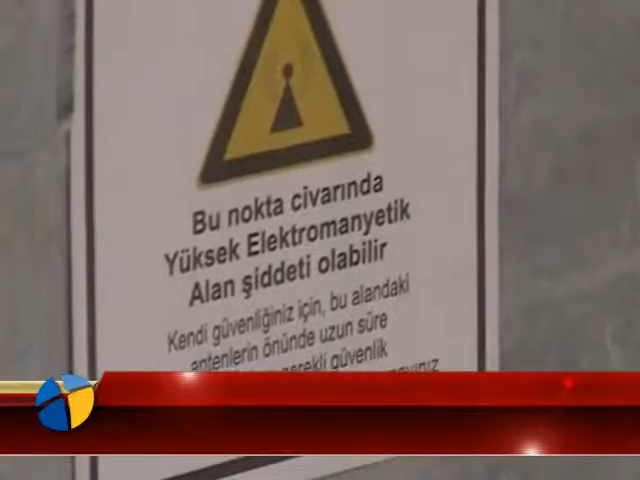 Bu nokta civarında
Yüksek Elektromanyetik
Alan şiddeti olabilir
Kendi güvenliğiniz için, bu alandaki
antenlerin önünde uzun süre
gerekli güvenlik